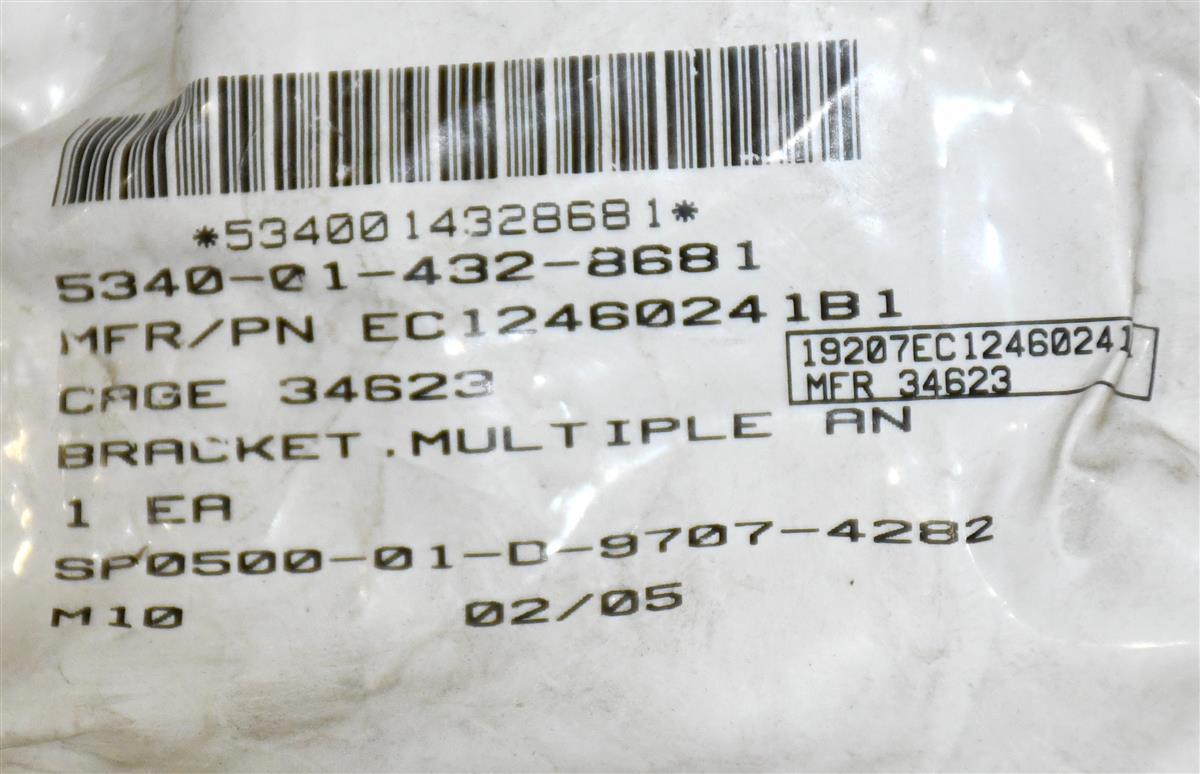 *5340014328681*
5340-01-432-8681
MFR/PN EC12460241B1
19207EC12460241
MFR 34623
CAGE 34623
BRACKET.MULTIPLE AN
1 EA
SP0500-01-D-9707-4282
M10 02/05